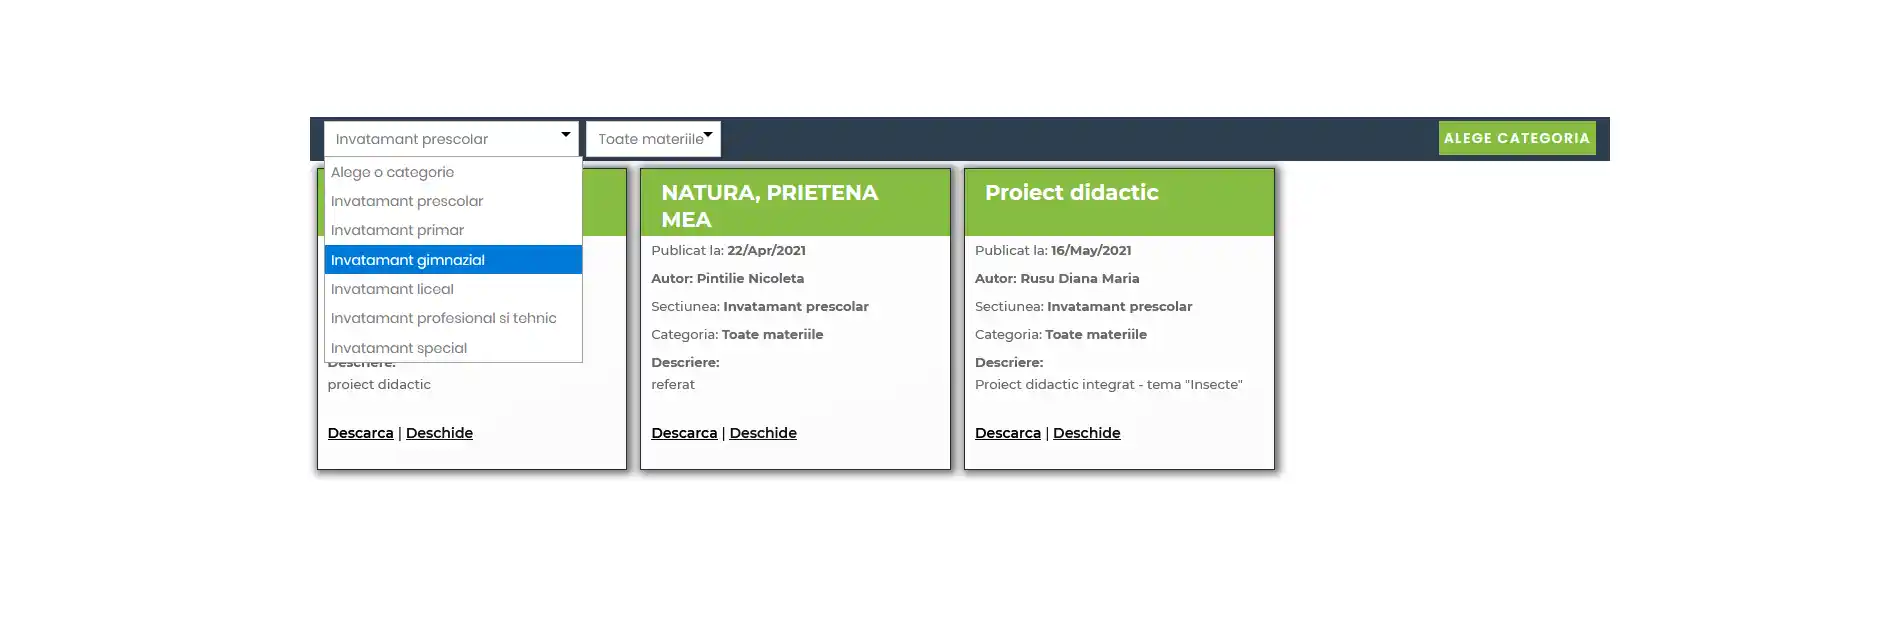 Invatamant prescolar
Toate materiile
ALEGE CATEGORIA
Alege o categorie
Invatamant prescolar
Invatamant primar
Invatamant gimnazial
Invatamant liceal
Invatamant profesional si tehnic
Invatamant special
Descriere:
proiect didactic
Descarca | Deschide
NATURA, PRIETENA
MEA
Publicat la: 22/Apr/2021
Autor: Pintilie Nicoleta
Sectiunea: Invatamant prescolar
Categoria: Toate materiile
Descriere:
referat
Descarca | Deschide
Proiect didactic
Publicat la: 16/May/2021
Autor: Rusu Diana Maria
Sectiunea: Invatamant prescolar
Categoria: Toate materiile
Descriere:
Proiect didactic integrat - tema "Insecte"
Descarca | Deschide